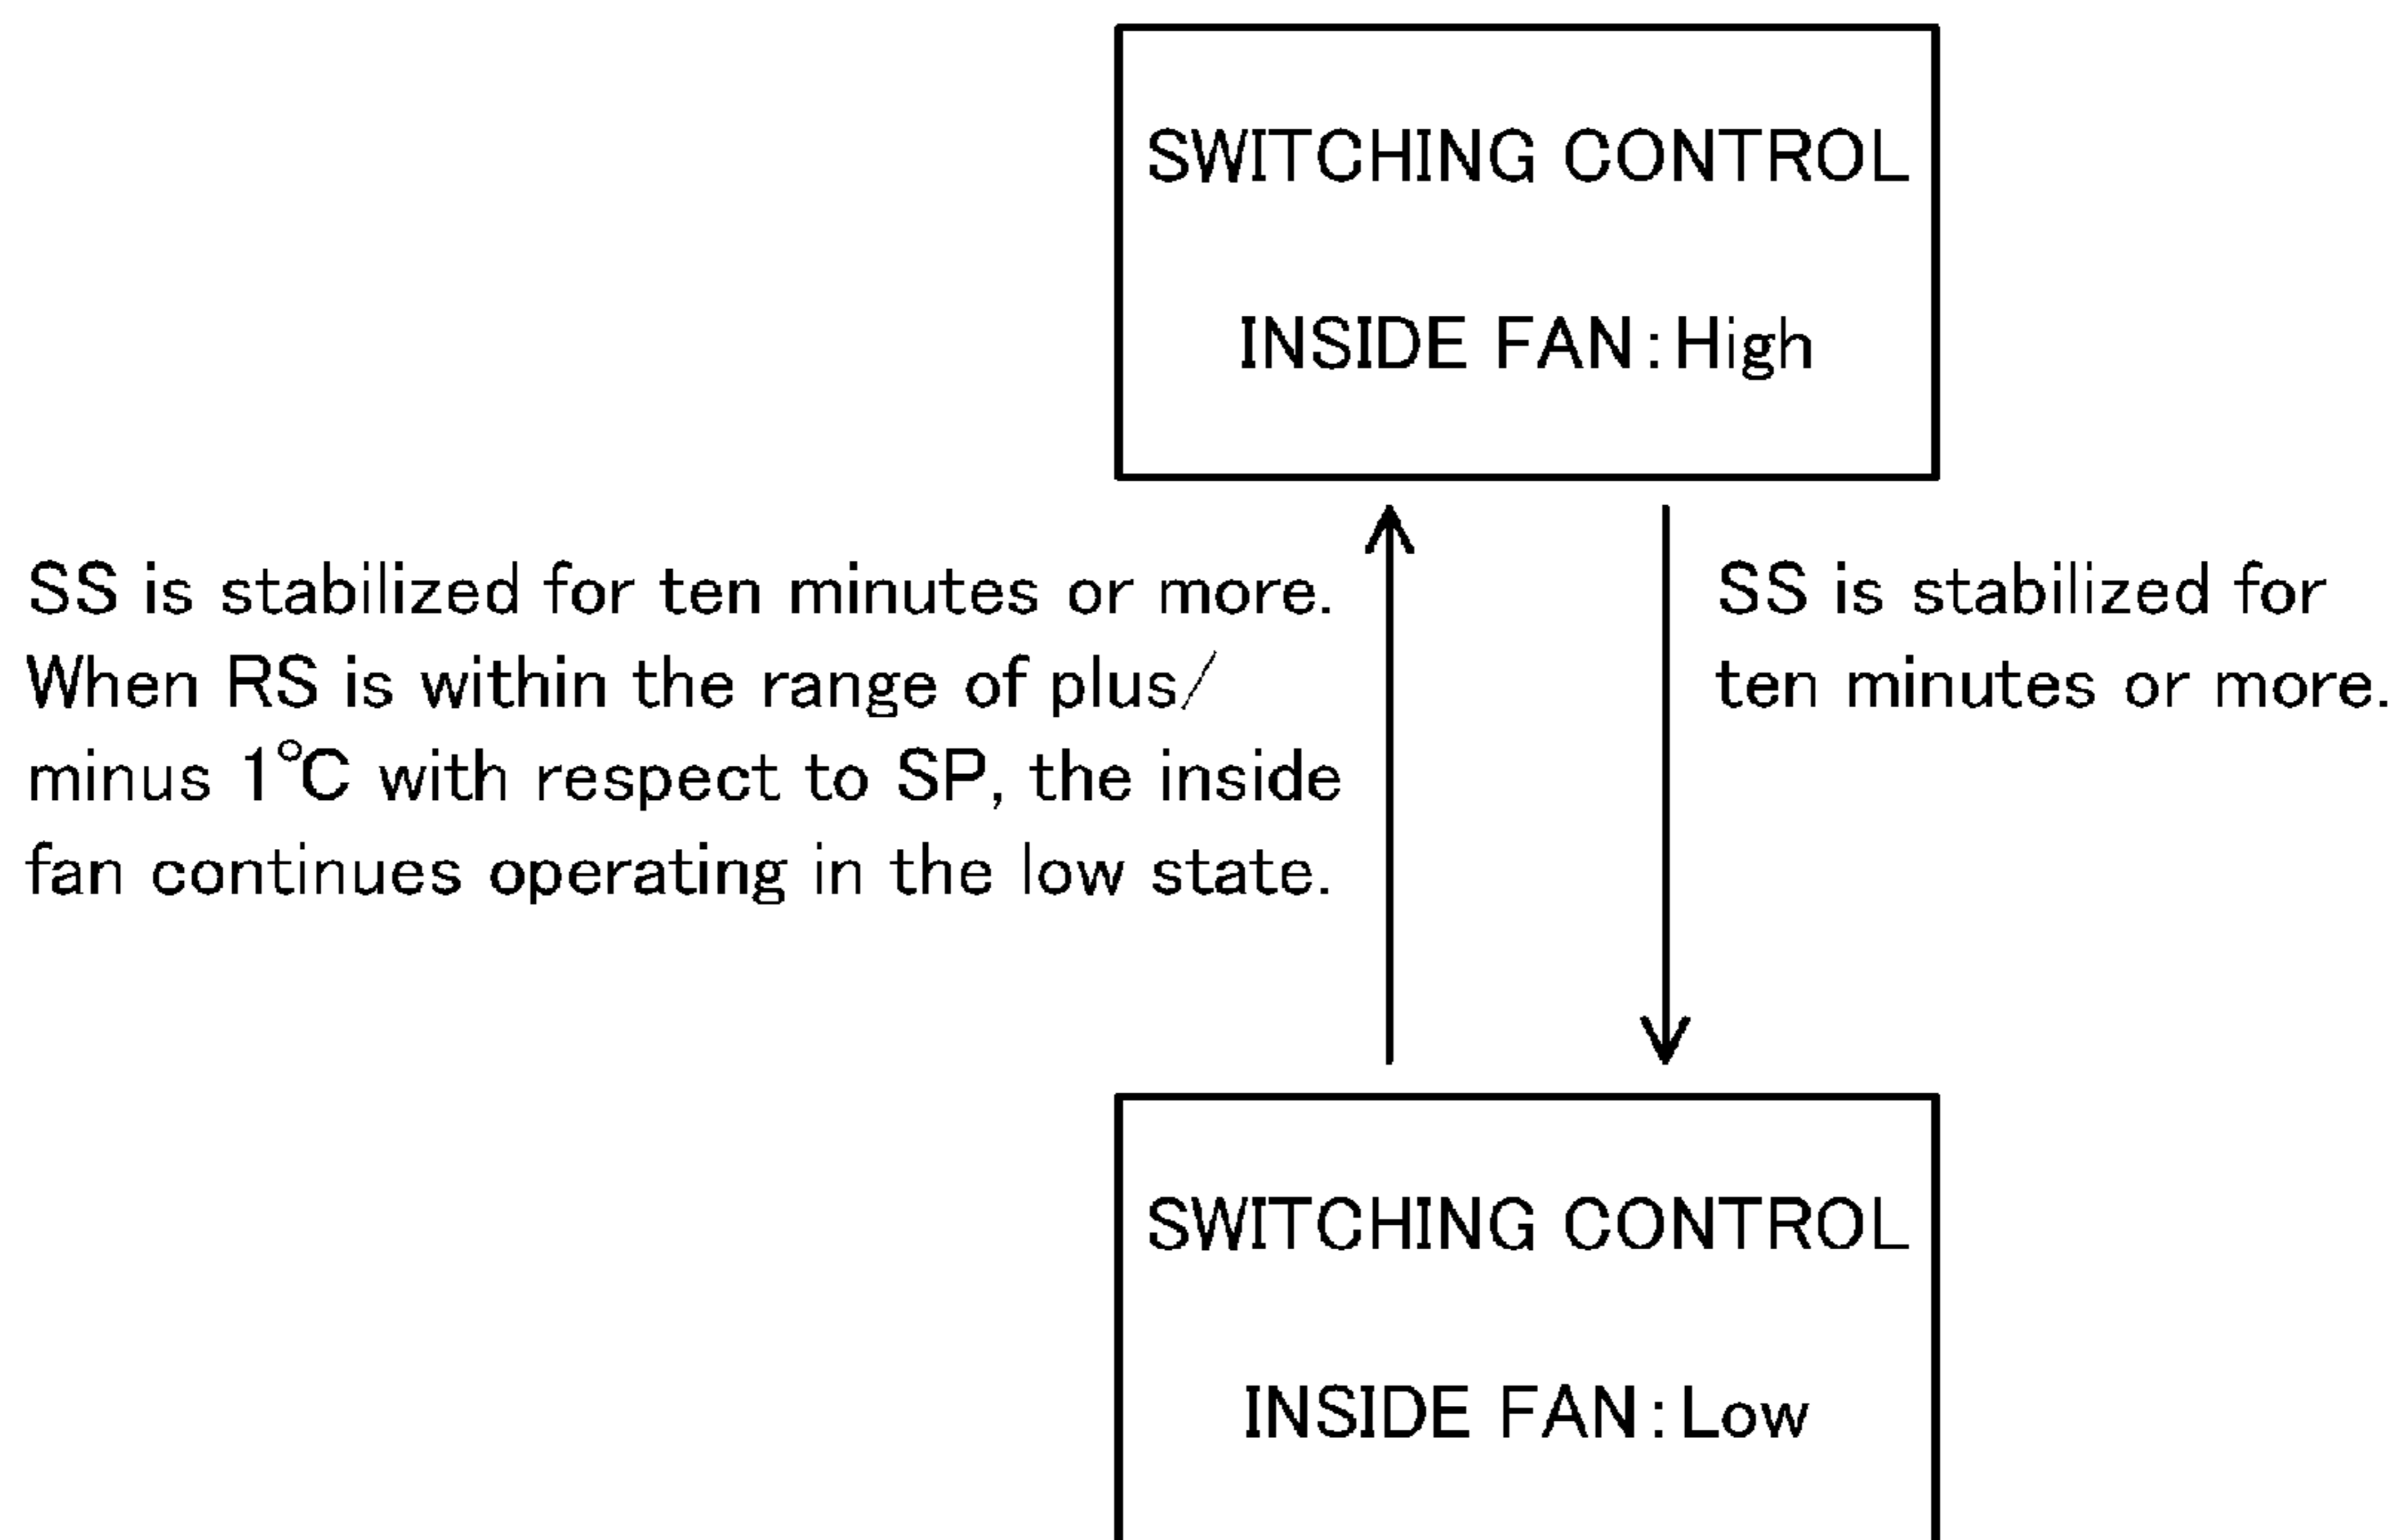 SWITCHING CONTROL
INSIDE FAN:High
SS is stabilized for ten minutes or more.
When RS is within the range of plus/
minus 1℃ with respect to SP, the inside
fan continues operating in the low state.
SS is stabilized for
ten minutes or more.
SWITCHING CONTROL
INSIDE FAN:Low